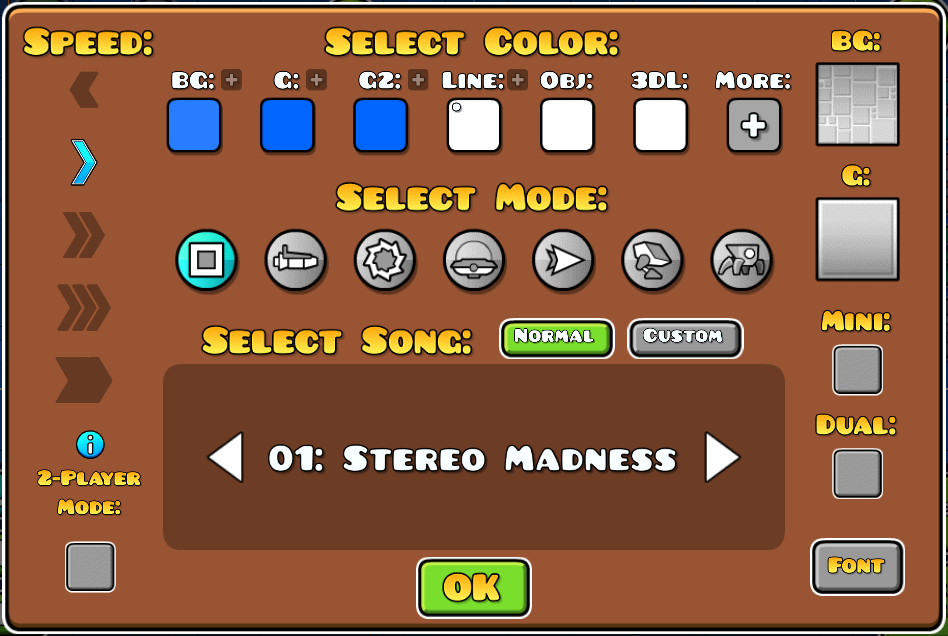 Speed:
Select Color:
BG:
BG: +
G: +
G2: +
Line: +
Obj:
3DL:
More:
+
G:
Select Mode:
Mini:
Select Song:
Normal
Custom
Dual:
01: Stereo Madness
i
2-Player
Mode:
Font
OK